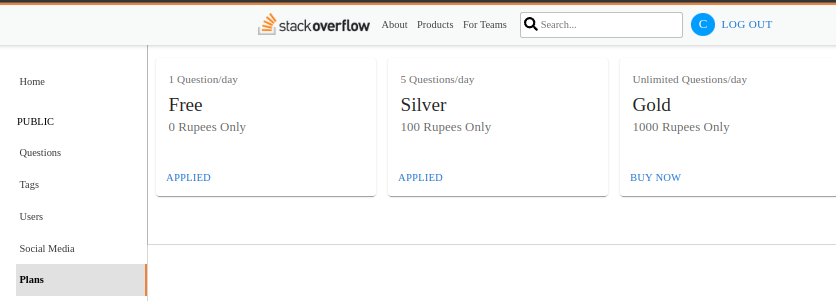 stackoverflow About Products For Teams Search... C LOG OUT
Home
PUBLIC
Questions
Tags
Users
Social Media
Plans
1 Question/day
Free
0 Rupees Only
APPLIED
5 Questions/day
Silver
100 Rupees Only
APPLIED
Unlimited Questions/day
Gold
1000 Rupees Only
BUY NOW